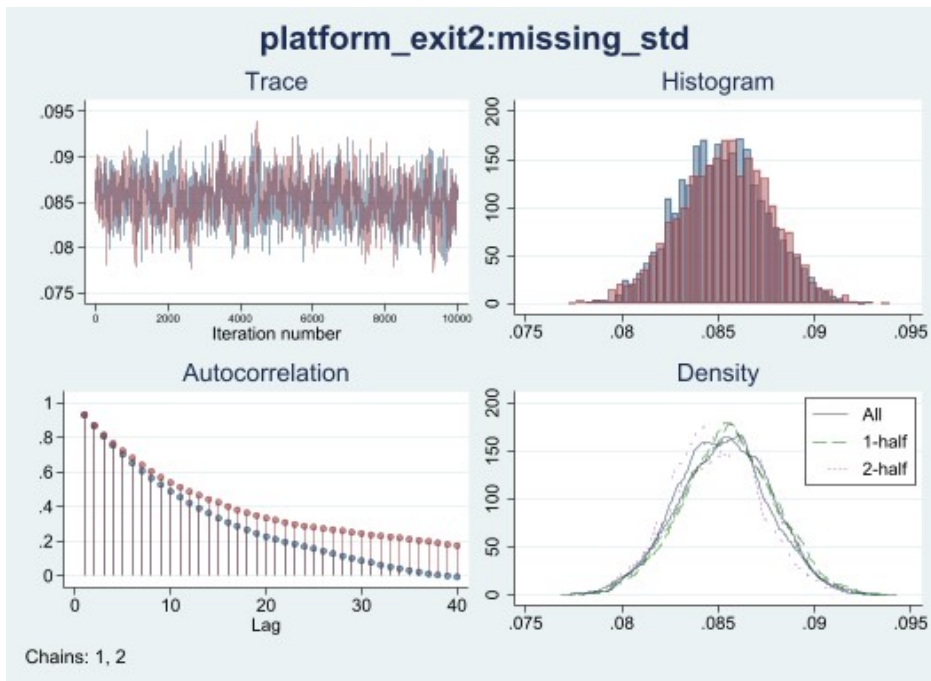 platform_exit2:missing_std
Trace
.095
.09
.085
.08
.075
0 2000 4000 6000 8000 10000
Iteration number
Histogram
200
150
100
50
0
.075 .08 .085 .09 .095
Autocorrelation
1
.8
.6
.4
.2
0
0 10 20 30 40
Lag
Density
200
150
100
50
0
.075 .08 .085 .09 .095
All
1-half
2-half
Chains: 1, 2